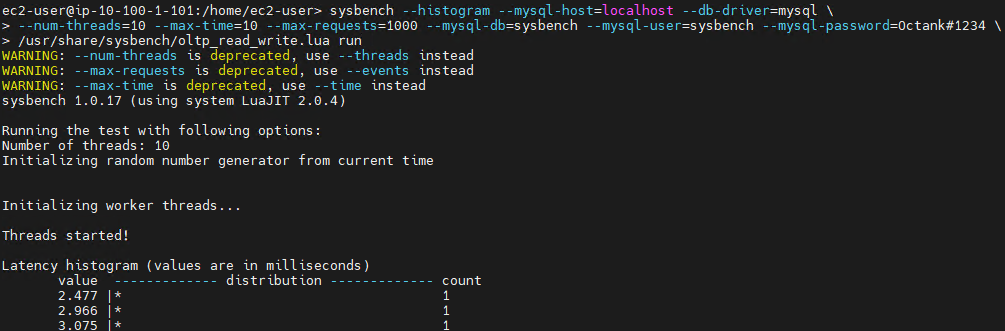 ec2-user@ip-10-100-1-101:/home/ec2-user> sysbench --histogram --mysql-host=localhost --db-driver=mysql \
> --num-threads=10 --max-time=10 --max-requests=1000 --mysql-db=sysbench --mysql-user=sysbench --mysql-password=Octank#1234 \
> /usr/share/sysbench/oltp_read_write.lua run
WARNING: --num-threads is deprecated, use --threads instead
WARNING: --max-requests is deprecated, use --events instead
WARNING: --max-time is deprecated, use --time instead
sysbench 1.0.17 (using system LuaJIT 2.0.4)
Running the test with following options:
Number of threads: 10
Initializing random number generator from current time
Initializing worker threads...
Threads started!
Latency histogram (values are in milliseconds)
value  ------------- distribution ------------- count
2.477 |* 1
2.966 |* 1
3.075 |* 1